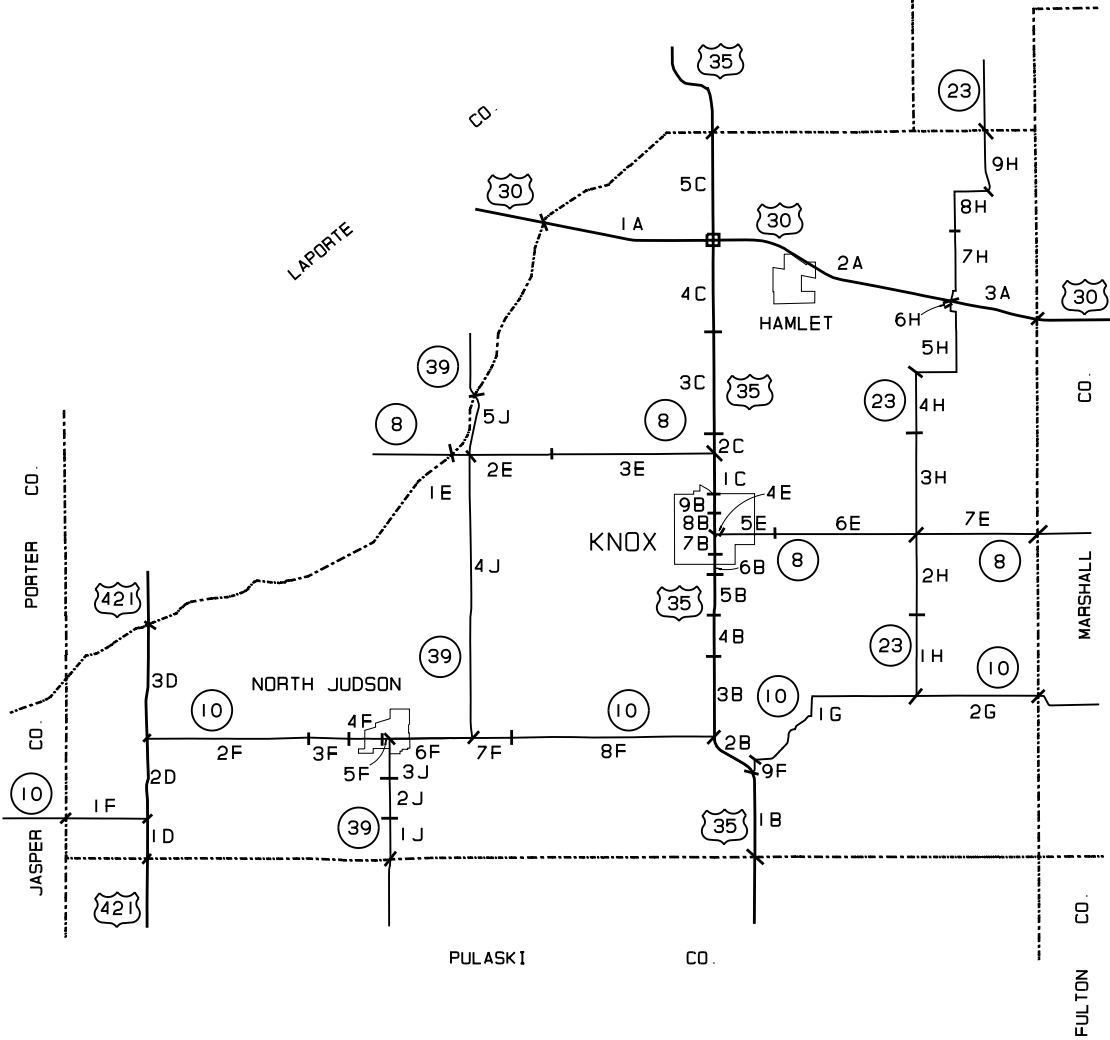 35
23
CO.
9H
5C
30
8H
30
1A
LAPORTE
7H
2A
3A
30
4C
6H
HAMLET
5H
39
3C
35
CO.
23
4H
5J
8
8
2C
2E
3E
1E
1C
3H
CO.
4E
9B
8B
5E
6E
7E
KNOX
7B
8
8
PORTER
4J
6B
2H
421
5B
35
MARSHALL
4B
23
1H
39
10
3D
NORTH JUDSON
3B
10
10
10
4F
1G
2G
CO.
2F
3F
6F
7F
8F
2B
5F
3J
9F
2D
10
1F
2J
1B
39
35
1D
1J
JASPER
421
CO.
PULASKI CO.
FULTON